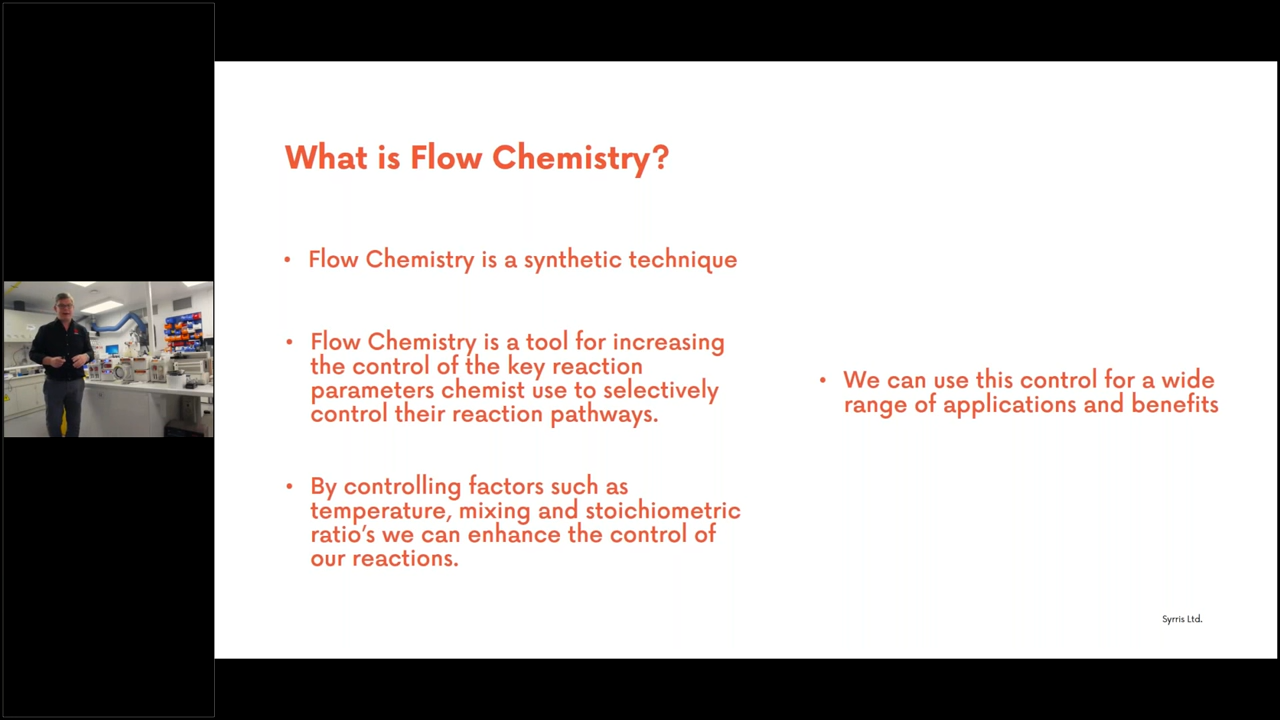 What is Flow Chemistry?
• Flow Chemistry is a synthetic technique
• Flow Chemistry is a tool for increasing
the control of the key reaction
parameters chemist use to selectively
control their reaction pathways.
• By controlling factors such as
temperature, mixing and stoichiometric
ratio's we can enhance the control of
our reactions.
• We can use this control for a wide
range of applications and benefits
Syrris Ltd.